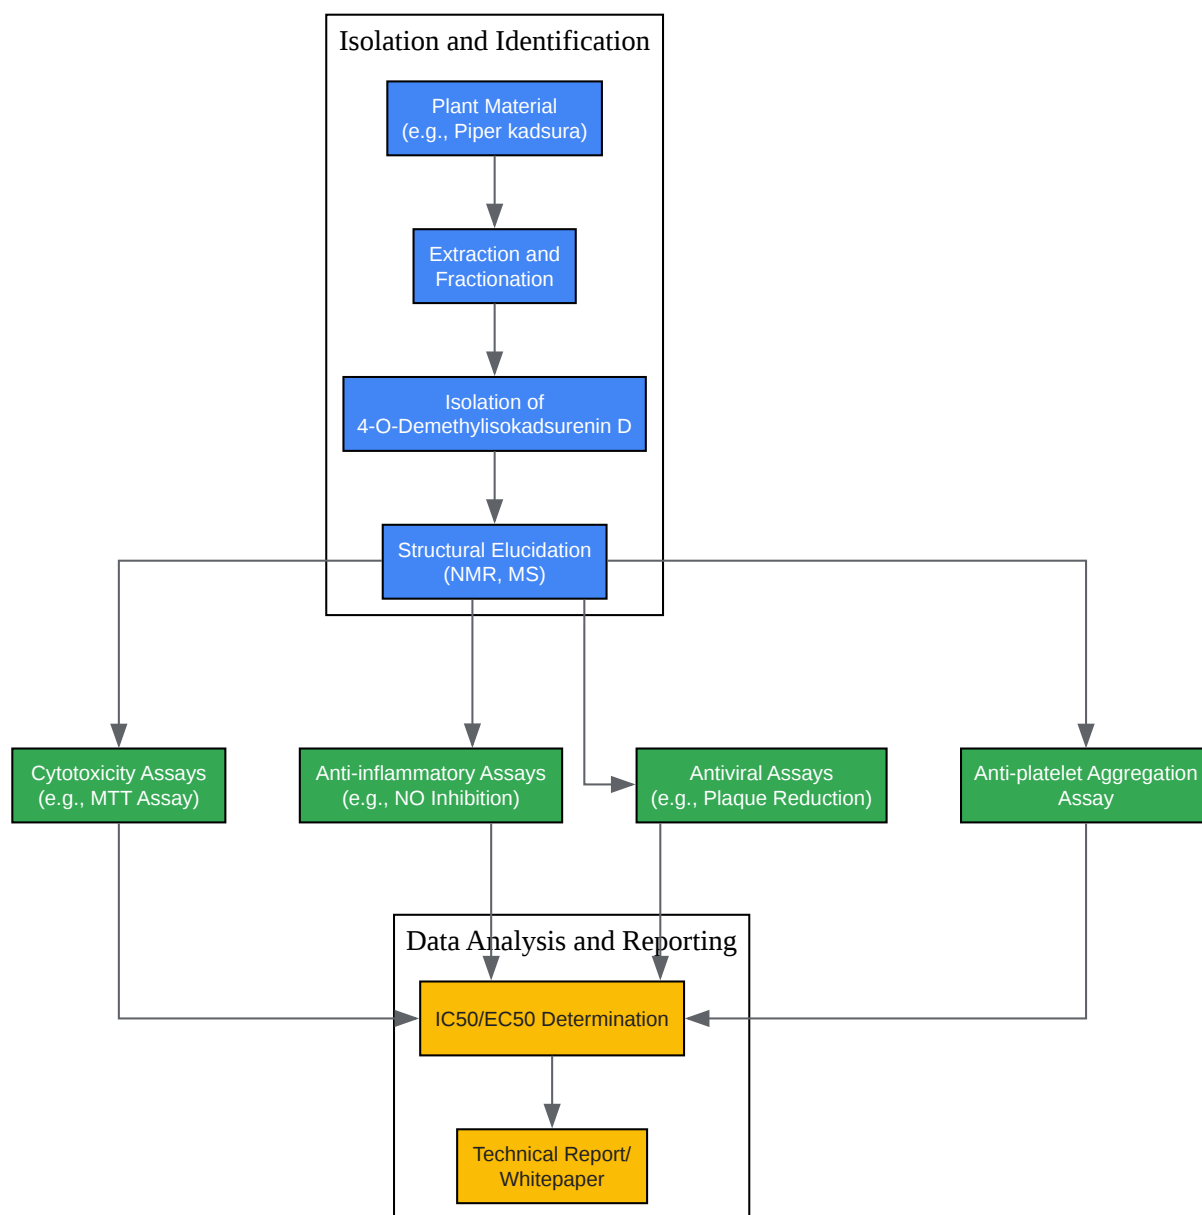 Isolation and Identification
Plant Material
(e.g., Piper kadsura)
Extraction and
Fractionation
Isolation of
4-O-Demethylisokadsurenin D
Structural Elucidation
(NMR, MS)
Cytotoxicity Assays
(e.g., MTT Assay)
Anti-inflammatory Assays
(e.g., NO Inhibition)
Antiviral Assays
(e.g., Plaque Reduction)
Anti-platelet Aggregation
Assay
Data Analysis and Reporting
IC50/EC50 Determination
Technical Report/
Whitepaper